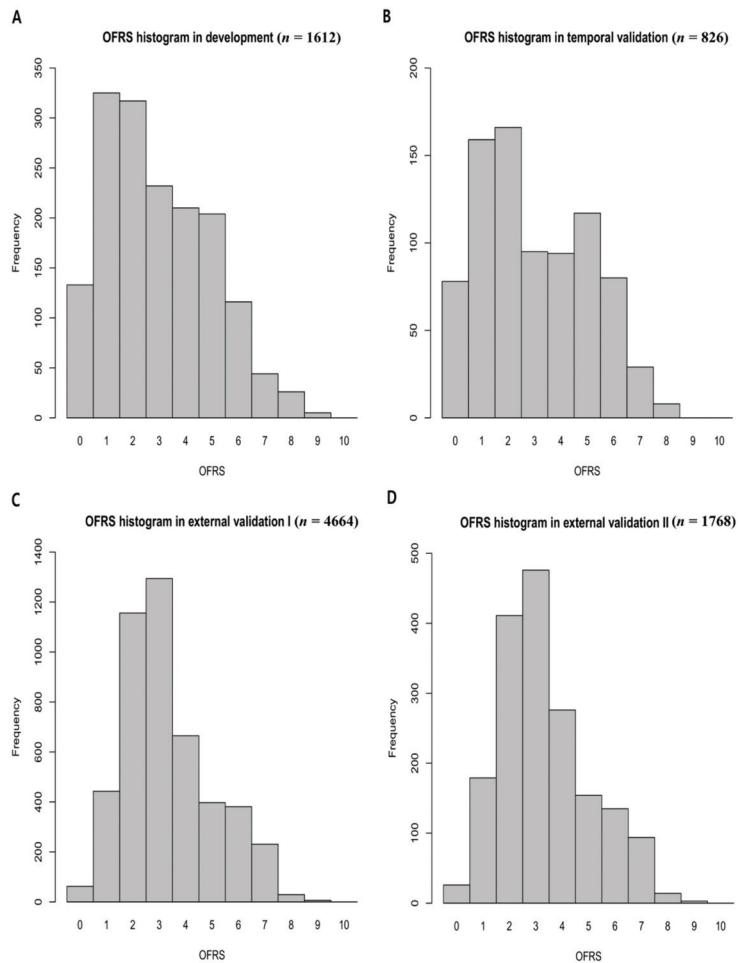 A
OFRS histogram in development (n = 1612)
350
300
250
200
150
100
50
0
Frequency
0 1 2 3 4 5 6 7 8 9 10
OFRS
B
OFRS histogram in temporal validation (n = 826)
200
150
100
50
0
Frequency
0 1 2 3 4 5 6 7 8 9 10
OFRS
C
OFRS histogram in external validation I (n = 4664)
1400
1200
1000
800
600
400
200
0
Frequency
0 1 2 3 4 5 6 7 8 9 10
OFRS
D
OFRS histogram in external validation II (n = 1768)
500
400
300
200
100
0
Frequency
0 1 2 3 4 5 6 7 8 9 10
OFRS